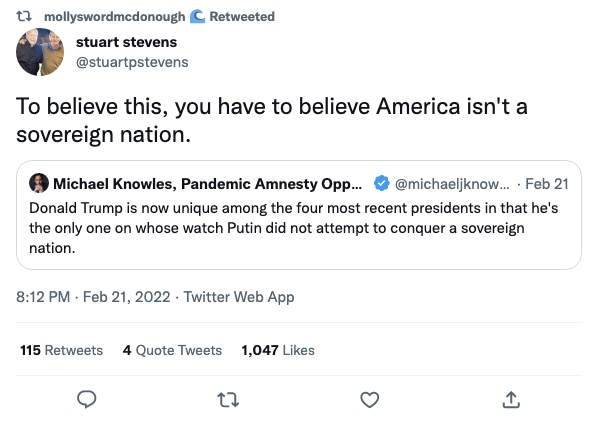 mollyswordmcdonough 🌊 Retweeted
stuart stevens
@stuartpstevens
To believe this, you have to believe America isn't a
sovereign nation.
Michael Knowles, Pandemic Amnesty Opp... @michaeljknow... · Feb 21
Donald Trump is now unique among the four most recent presidents in that he's
the only one on whose watch Putin did not attempt to conquer a sovereign
nation.
8:12 PM · Feb 21, 2022 · Twitter Web App
115 Retweets 4 Quote Tweets 1,047 Likes